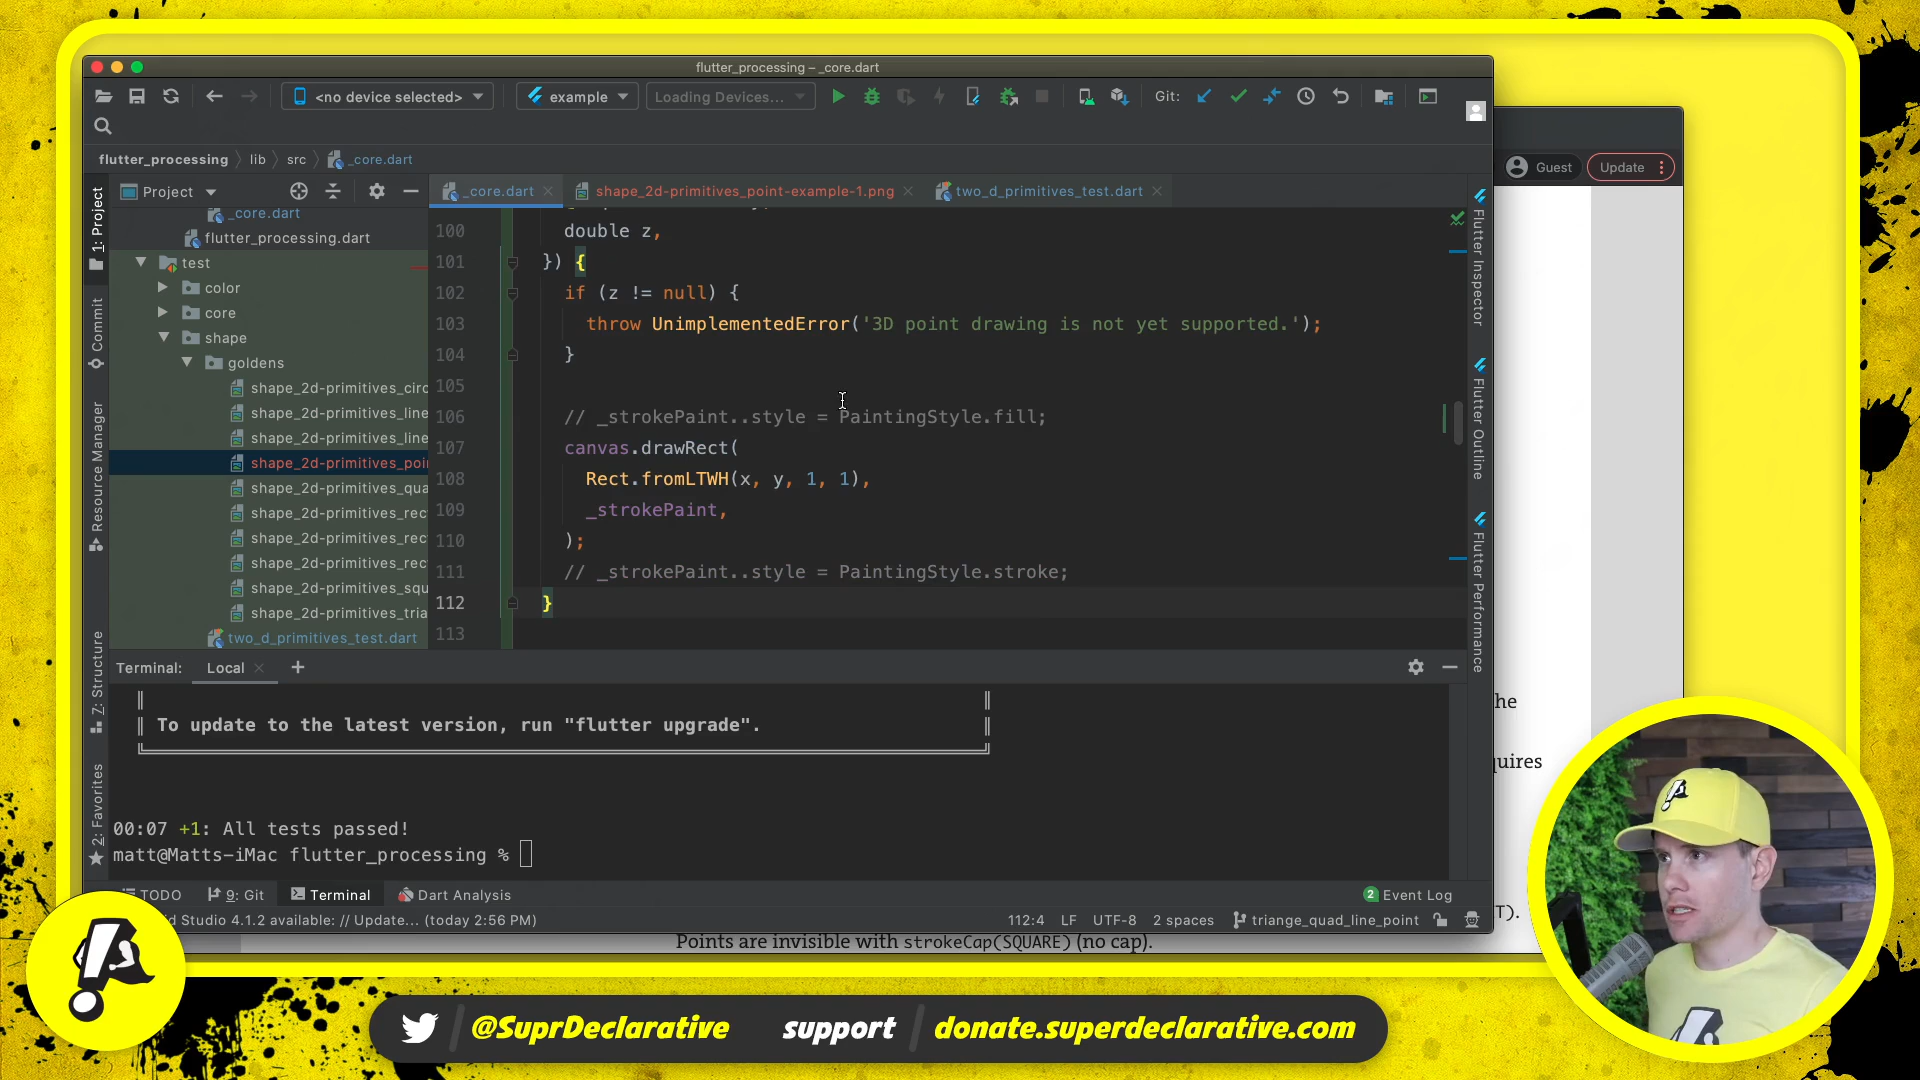 flutter_processing – _core.dart
<no device selected>
example
Loading Devices...
Git:
flutter_processing
lib
src
_core.dart
Guest
Update
Project
_core.dart
shape_2d-primitives_point-example-1.png
two_d_primitives_test.dart
1: Project
Commit
Resource Manager
7: Structure
2: Favorites
_core.dart
flutter_processing.dart
test
color
core
shape
goldens
shape_2d-primitives_circ
shape_2d-primitives_line
shape_2d-primitives_line
shape_2d-primitives_poi
shape_2d-primitives_qua
shape_2d-primitives_rec
shape_2d-primitives_rec
shape_2d-primitives_rec
shape_2d-primitives_squ
shape_2d-primitives_tria
two_d_primitives_test.dart
100 double z,
101 }) {
102 if (z != null) {
103 throw UnimplementedError('3D point drawing is not yet supported.');
104 }
105
106 // _strokePaint..style = PaintingStyle.fill;
107 canvas.drawRect(
108 Rect.fromLTWH(x, y, 1, 1),
109 _strokePaint,
110 );
111 // _strokePaint..style = PaintingStyle.stroke;
112 }
113
Flutter Inspector
Flutter Outline
Flutter Performance
Terminal:
Local
To update to the latest version, run "flutter upgrade".
00:07 +1: All tests passed!
matt@Matts-iMac flutter_processing %
TODO
9: Git
Terminal
Dart Analysis
2 Event Log
d Studio 4.1.2 available: // Update... (today 2:56 PM)
112:4
LF
UTF-8
2 spaces
triange_quad_line_point
he
quires
T).
Points are invisible with strokeCap(SQUARE) (no cap).
@SuprDeclarative
support
donate.superdeclarative.com